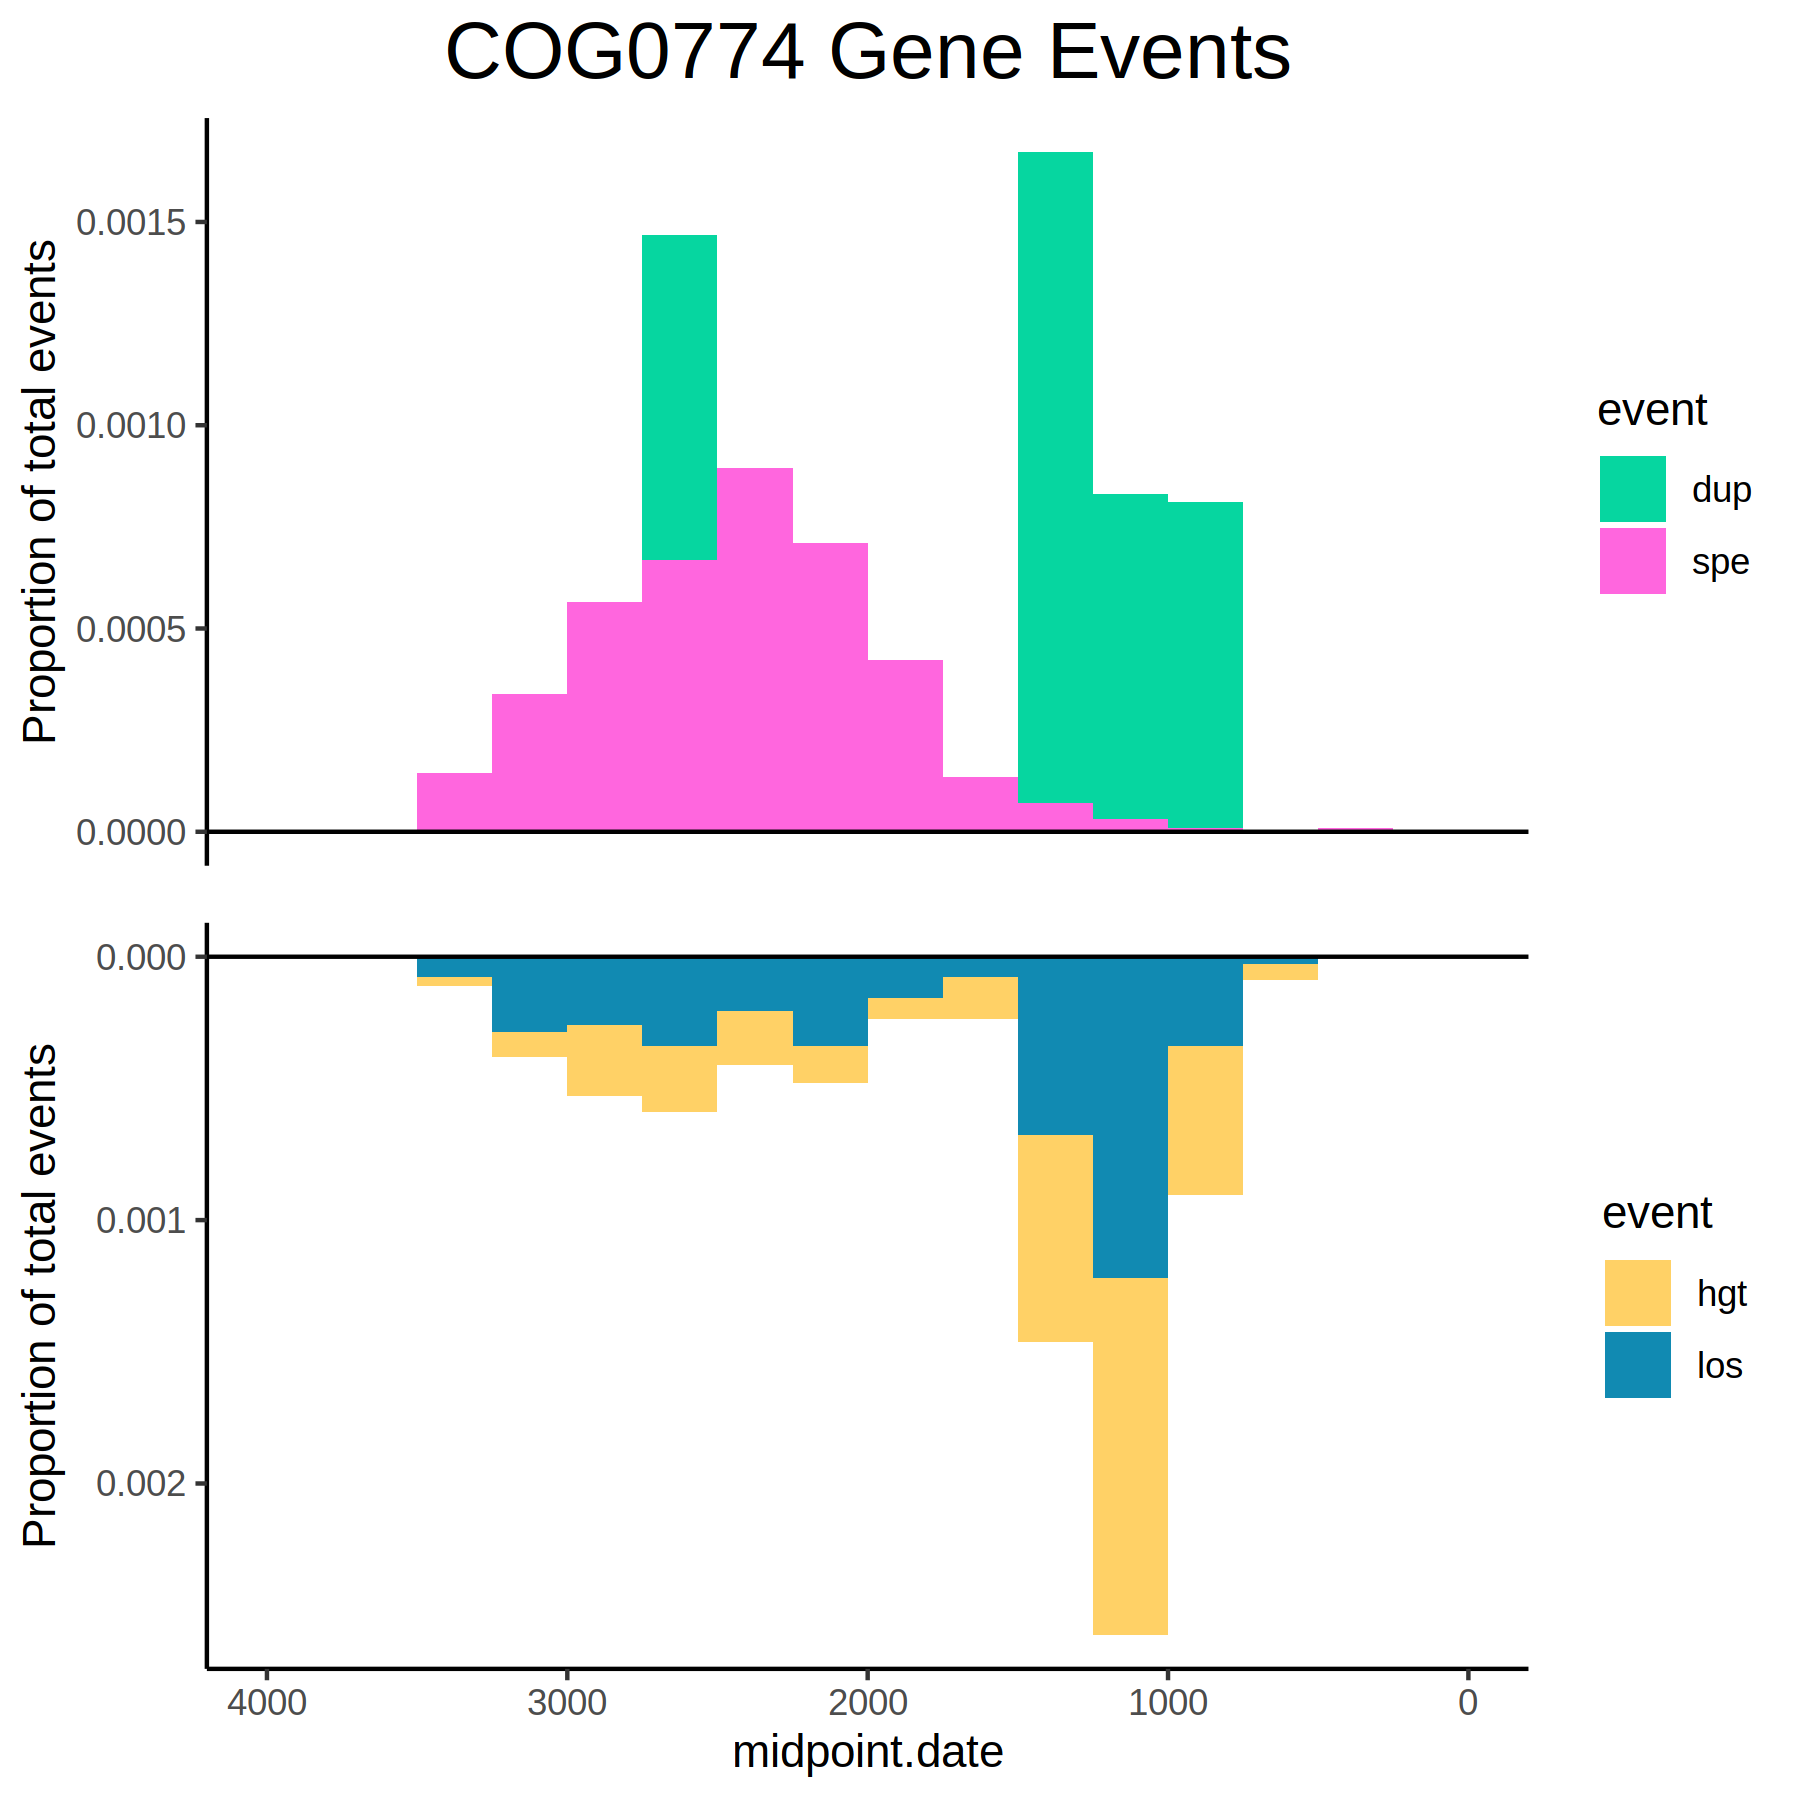 COG0774 Gene Events
Proportion of total events
0.0015
0.0010
0.0005
0.0000
event
dup
spe
Proportion of total events
0.000
0.001
0.002
event
hgt
los
4000 3000 2000 1000 0
midpoint.date